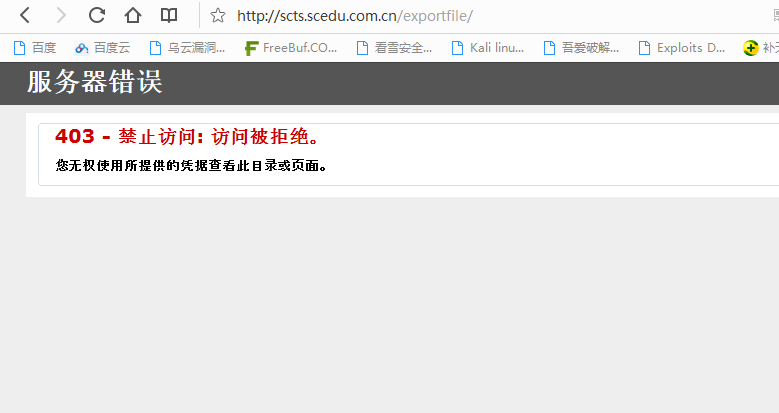 http://scts.scedu.com.cn/exportfile/
百度 百度云 乌云漏洞... FreeBuf.CO... 看雪安全... Kali linu... 吾爱破解... Exploits D... 补天
服务器错误
403 - 禁止访问: 访问被拒绝。
您无权使用所提供的凭据查看此目录或页面。